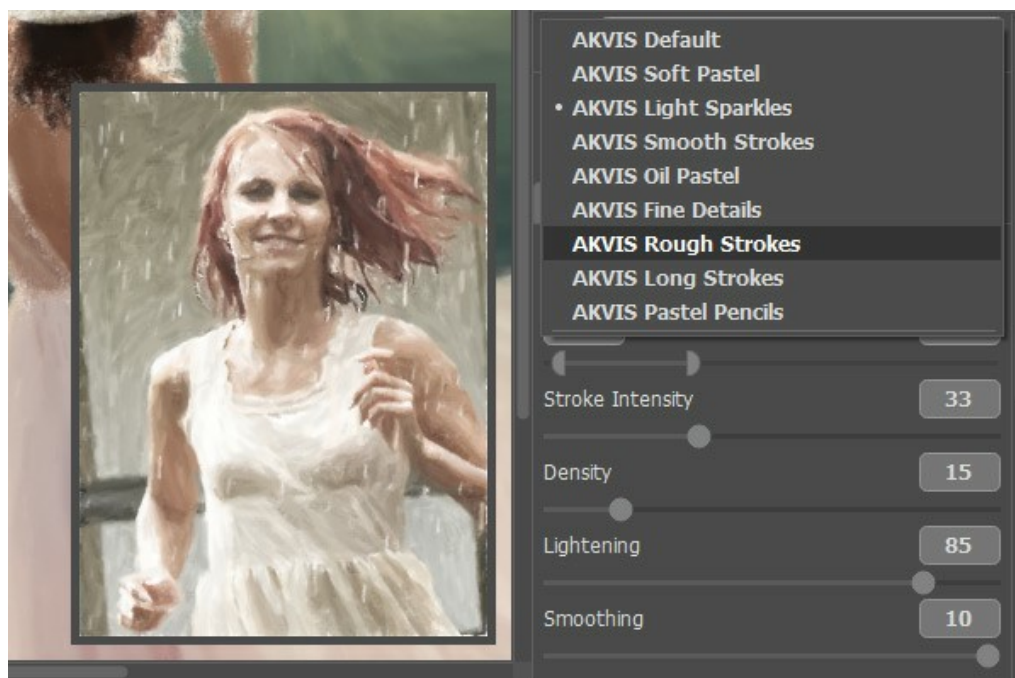 AKVIS Default
AKVIS Soft Pastel
• AKVIS Light Sparkles
AKVIS Smooth Strokes
AKVIS Oil Pastel
AKVIS Fine Details
AKVIS Rough Strokes
AKVIS Long Strokes
AKVIS Pastel Pencils
Stroke Intensity 33
Density 15
Lightening 85
Smoothing 10